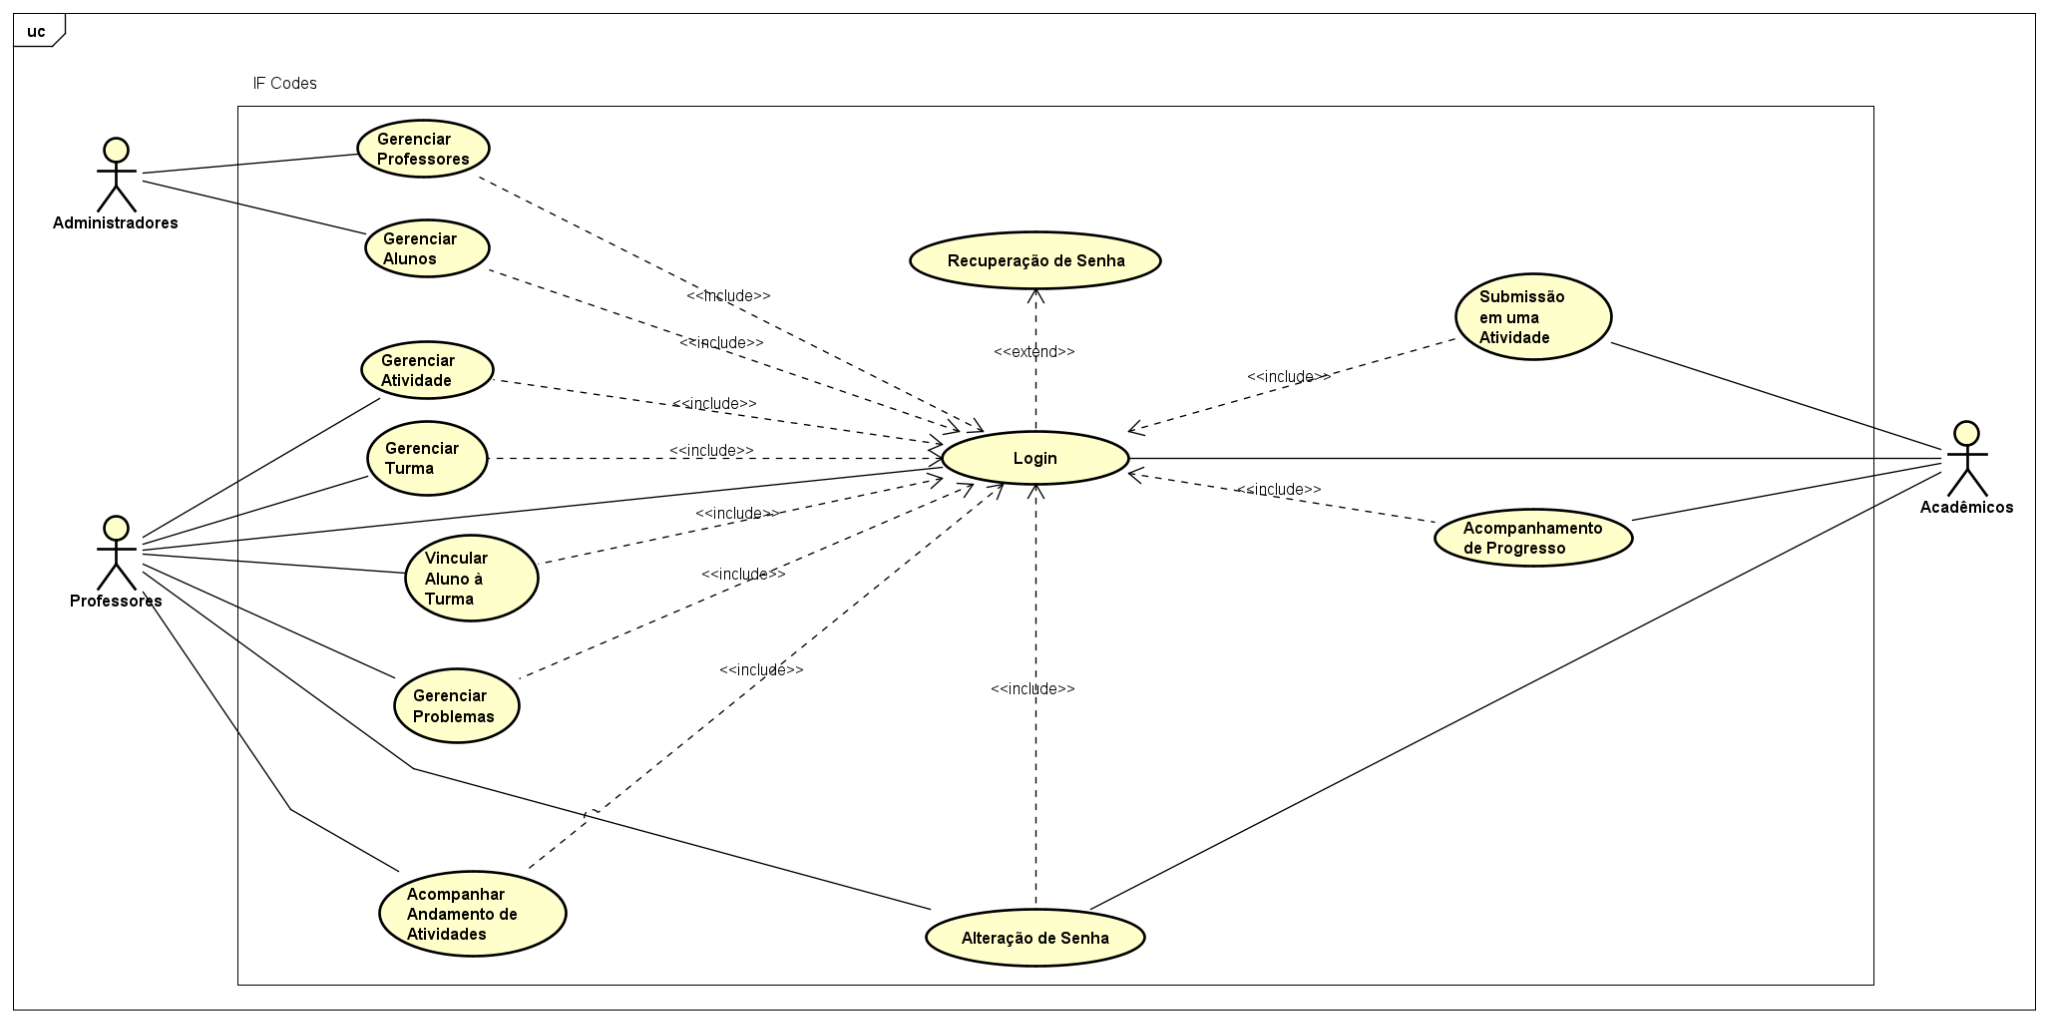 uc
IF Codes
Gerenciar
Professores
Administradores
Gerenciar
Alunos
Recuperação de Senha
Submissão
em uma
Atividade
<<include>>
<<include>>
<<extend>>
<<include>>
Gerenciar
Atividade
<<include>>
Gerenciar
Turma
<<include>>
Login
<<include>>
Acadêmicos
<<include>>
Acompanhamento
de Progresso
Vincular
Aluno à
Turma
<<include>>
Professores
<<include>>
<<include>>
Gerenciar
Problemas
Acompanhar
Andamento de
Atividades
Alteração de Senha